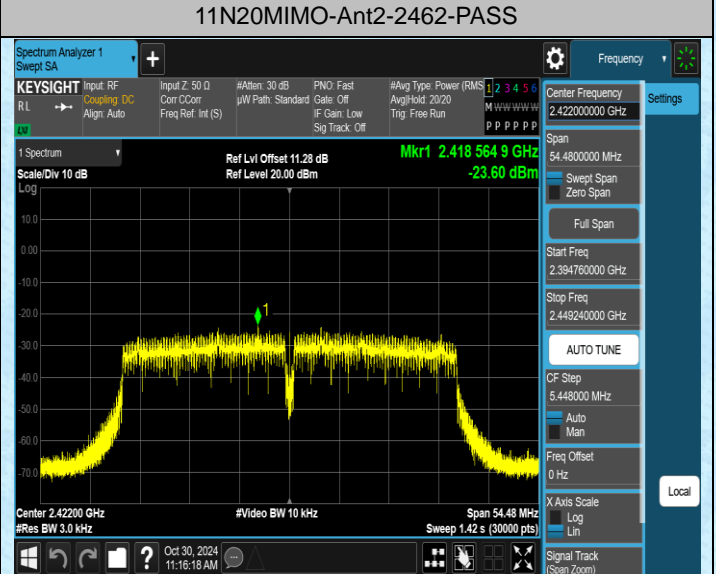 11N20MIMO-Ant2-2462-PASS
Spectrum Analyzer 1
Swept SA
+
Frequency
KEYSIGHT
RL
LXI
Input: RF
Coupling: DC
Align: Auto
Input Z: 50 Ω
Corr CCorr
Freq Ref: Int (S)
#Atten: 30 dB
µW Path: Standard
PNO: Fast
Gate: Off
IF Gain: Low
Sig Track: Off
#Avg Type: Power (RMS
Avg|Hold: 20/20
Trig: Free Run
1 2 3 4 5 6
M W W W W W
P P P P P P
Settings
Center Frequency
2.422000000 GHz
Span
54.4800000 MHz
Swept Span
Zero Span
Full Span
Start Freq
2.394760000 GHz
Stop Freq
2.449240000 GHz
AUTO TUNE
CF Step
5.448000 MHz
Auto
Man
Freq Offset
0 Hz
X Axis Scale
Log
Lin
Signal Track
(Span Zoom)
Local
1 Spectrum
Scale/Div 10 dB
Ref Lvl Offset 11.28 dB
Ref Level 20.00 dBm
Mkr1 2.418 564 9 GHz
-23.60 dBm
Log
10.0
0.00
-10.0
-20.0
-30.0
-40.0
-50.0
-60.0
-70.0
1
Center 2.42200 GHz
#Res BW 3.0 kHz
#Video BW 10 kHz
Span 54.48 MHz
Sweep 1.42 s (30000 pts)
?
Oct 30, 2024
11:16:18 AM